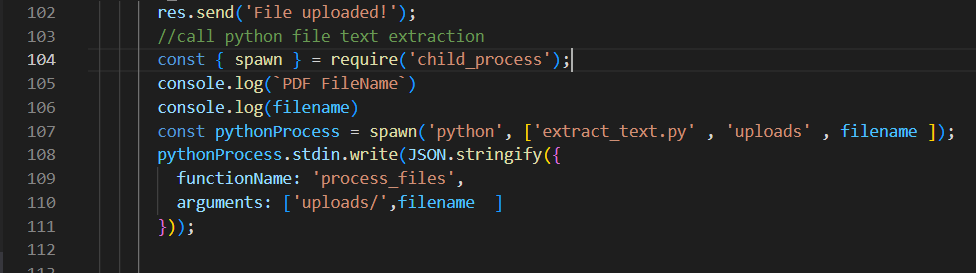 102 res.send('File uploaded!');
103 //call python file text extraction
104 const { spawn } = require('child_process');
105 console.log(`PDF FileName`)
106 console.log(filename)
107 const pythonProcess = spawn('python', ['extract_text.py' , 'uploads' , filename ]);
108 pythonProcess.stdin.write(JSON.stringify({
109 functionName: 'process_files',
110 arguments: ['uploads/',filename  ]
111 }));
112